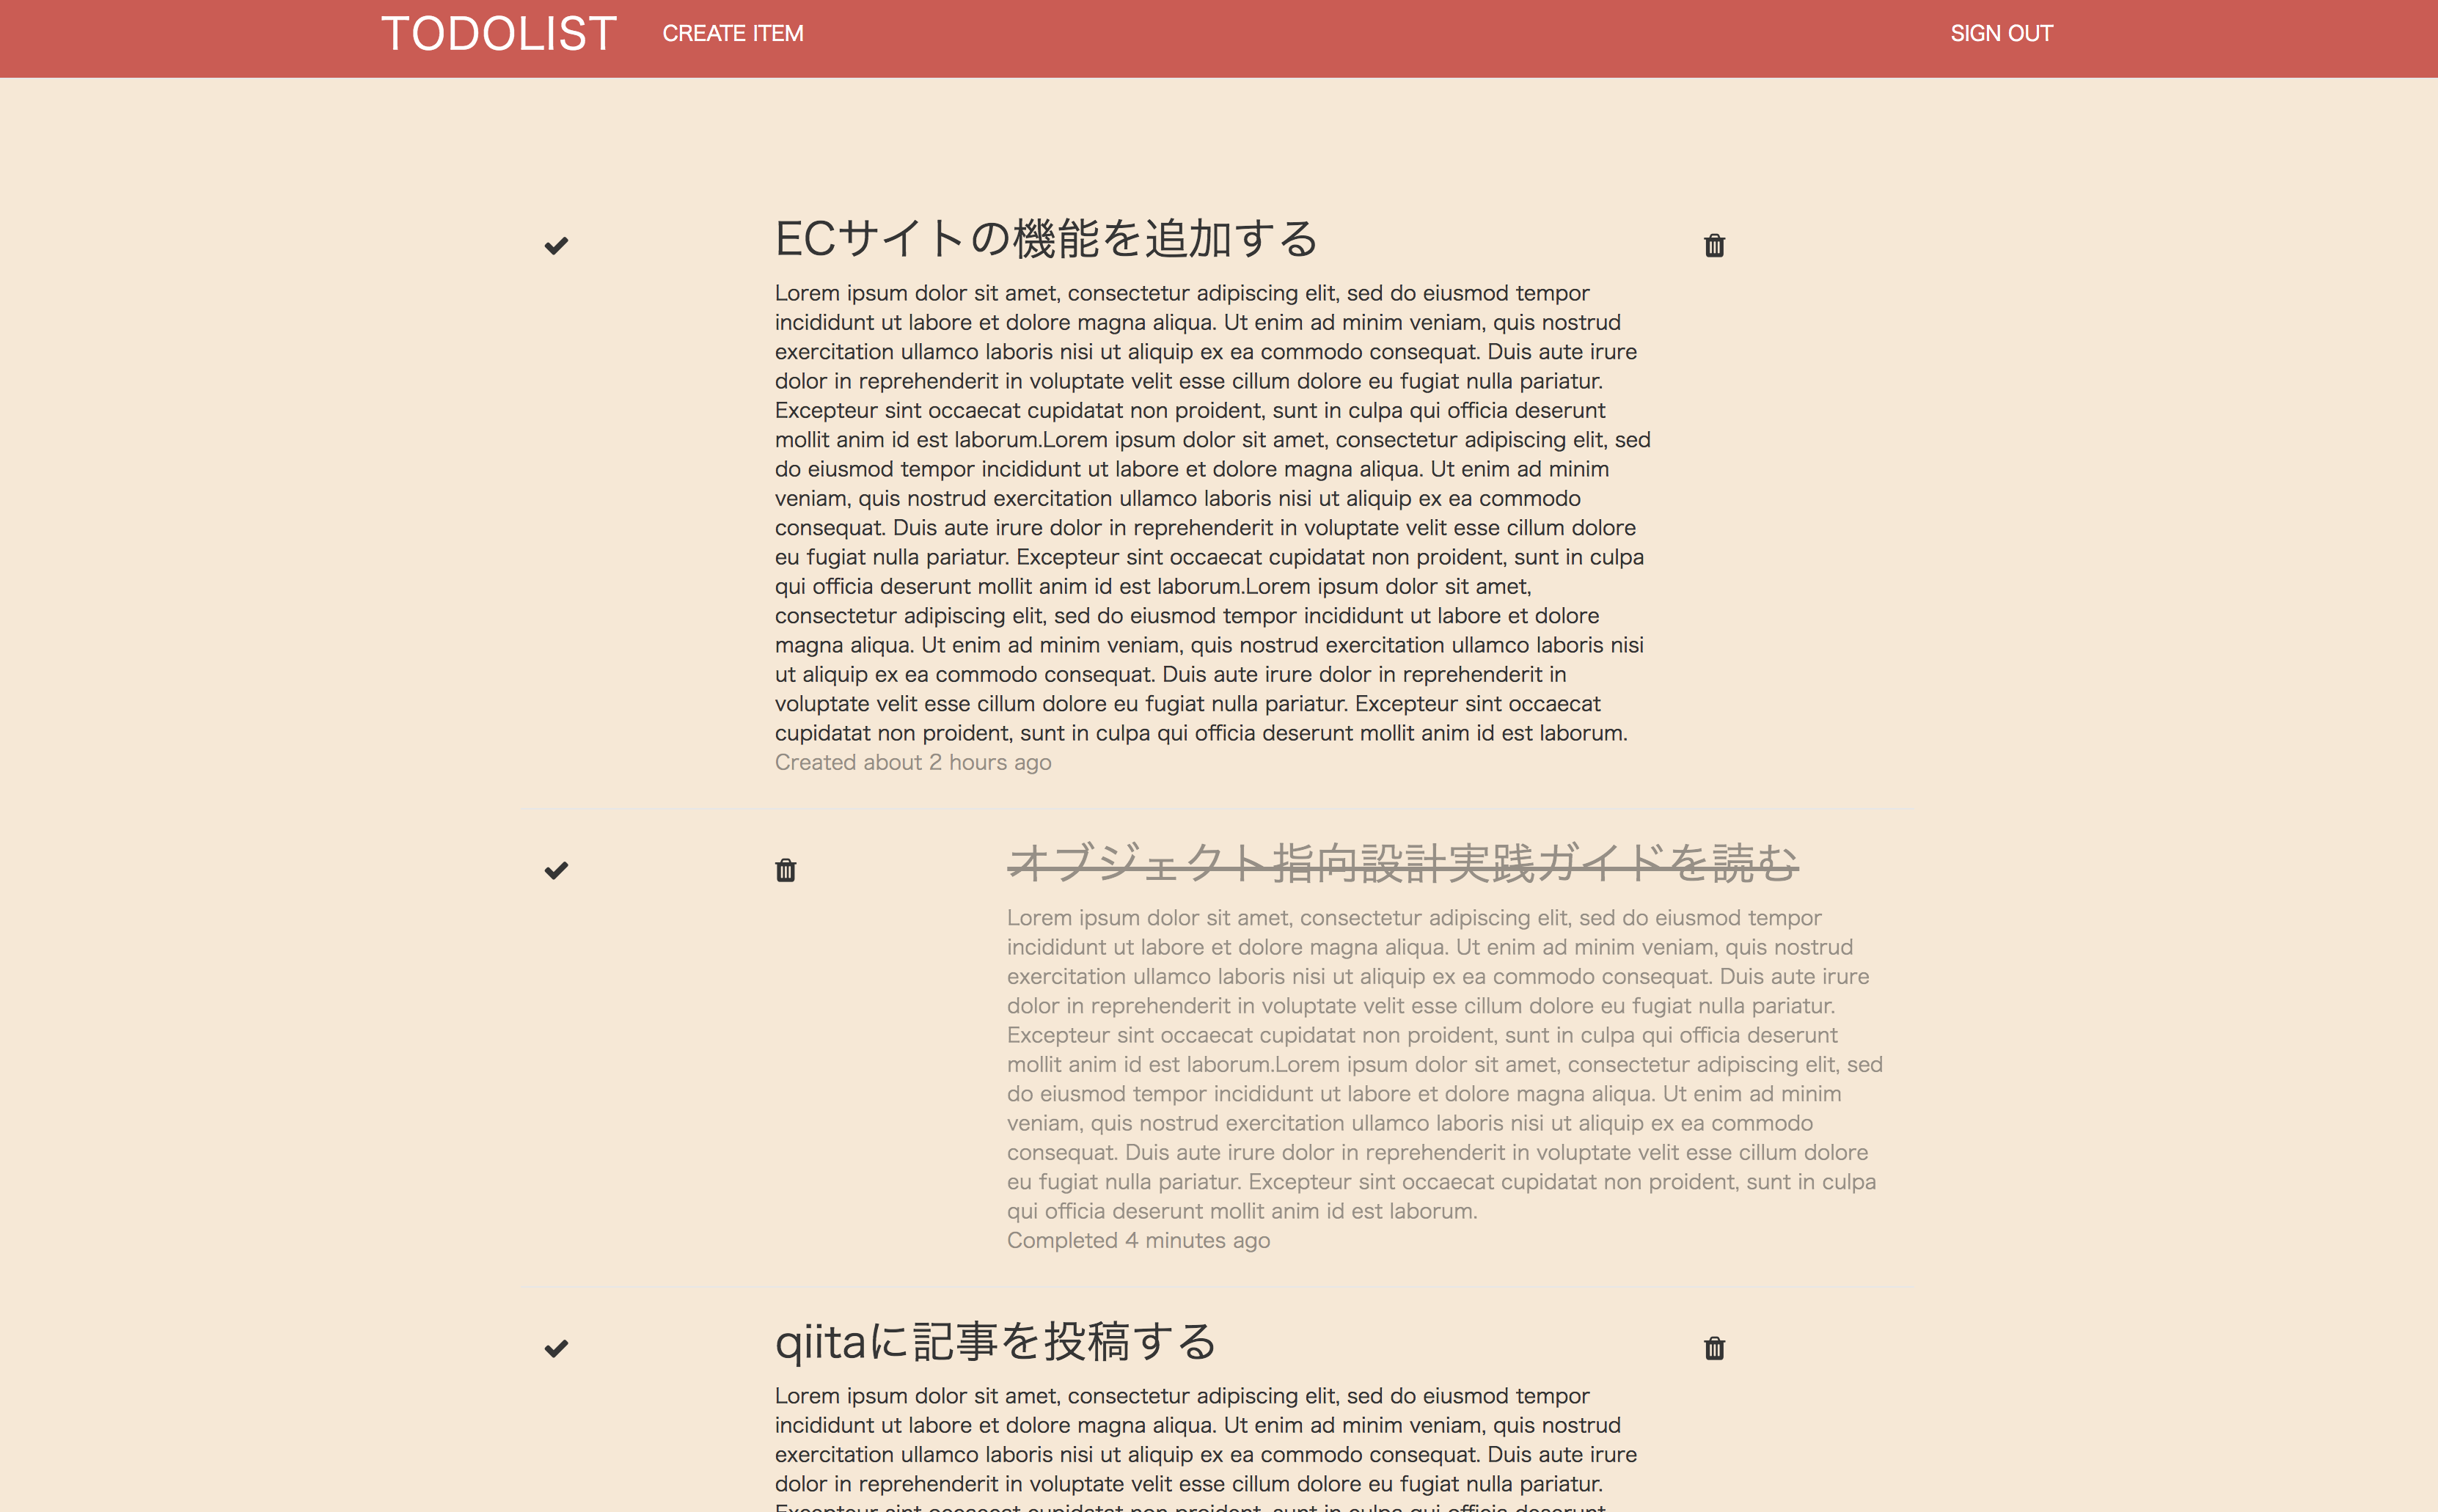 TODOLIST CREATE ITEM SIGN OUT
ECサイトの機能を追加する
Lorem ipsum dolor sit amet, consectetur adipiscing elit, sed do eiusmod tempor
incididunt ut labore et dolore magna aliqua. Ut enim ad minim veniam, quis nostrud
exercitation ullamco laboris nisi ut aliquip ex ea commodo consequat. Duis aute irure
dolor in reprehenderit in voluptate velit esse cillum dolore eu fugiat nulla pariatur.
Excepteur sint occaecat cupidatat non proident, sunt in culpa qui officia deserunt
mollit anim id est laborum.Lorem ipsum dolor sit amet, consectetur adipiscing elit, sed
do eiusmod tempor incididunt ut labore et dolore magna aliqua. Ut enim ad minim
veniam, quis nostrud exercitation ullamco laboris nisi ut aliquip ex ea commodo
consequat. Duis aute irure dolor in reprehenderit in voluptate velit esse cillum dolore
eu fugiat nulla pariatur. Excepteur sint occaecat cupidatat non proident, sunt in culpa
qui officia deserunt mollit anim id est laborum.Lorem ipsum dolor sit amet,
consectetur adipiscing elit, sed do eiusmod tempor incididunt ut labore et dolore
magna aliqua. Ut enim ad minim veniam, quis nostrud exercitation ullamco laboris nisi
ut aliquip ex ea commodo consequat. Duis aute irure dolor in reprehenderit in
voluptate velit esse cillum dolore eu fugiat nulla pariatur. Excepteur sint occaecat
cupidatat non proident, sunt in culpa qui officia deserunt mollit anim id est laborum.
Created about 2 hours ago
オブジェクト指向設計実践ガイドを読む
Lorem ipsum dolor sit amet, consectetur adipiscing elit, sed do eiusmod tempor
incididunt ut labore et dolore magna aliqua. Ut enim ad minim veniam, quis nostrud
exercitation ullamco laboris nisi ut aliquip ex ea commodo consequat. Duis aute irure
dolor in reprehenderit in voluptate velit esse cillum dolore eu fugiat nulla pariatur.
Excepteur sint occaecat cupidatat non proident, sunt in culpa qui officia deserunt
mollit anim id est laborum.Lorem ipsum dolor sit amet, consectetur adipiscing elit, sed
do eiusmod tempor incididunt ut labore et dolore magna aliqua. Ut enim ad minim
veniam, quis nostrud exercitation ullamco laboris nisi ut aliquip ex ea commodo
consequat. Duis aute irure dolor in reprehenderit in voluptate velit esse cillum dolore
eu fugiat nulla pariatur. Excepteur sint occaecat cupidatat non proident, sunt in culpa
qui officia deserunt mollit anim id est laborum.
Completed 4 minutes ago
qiitaに記事を投稿する
Lorem ipsum dolor sit amet, consectetur adipiscing elit, sed do eiusmod tempor
incididunt ut labore et dolore magna aliqua. Ut enim ad minim veniam, quis nostrud
exercitation ullamco laboris nisi ut aliquip ex ea commodo consequat. Duis aute irure
dolor in reprehenderit in voluptate velit esse cillum dolore eu fugiat nulla pariatur.